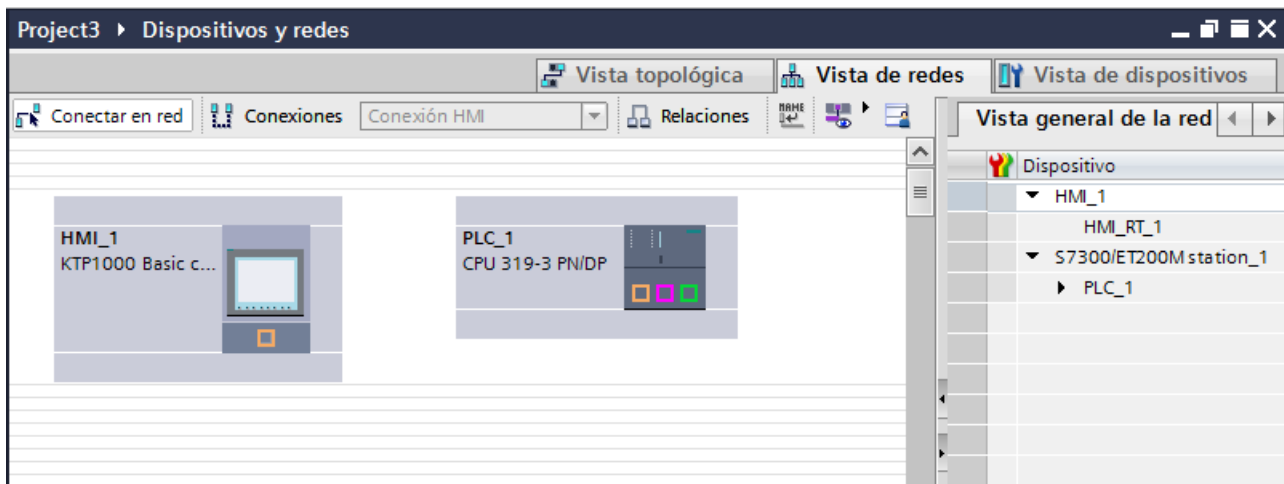 Project3 ▸ Dispositivos y redes
Vista topológica Vista de redes Vista de dispositivos
Conectar en red Conexiones Conexión HMI Relaciones NAME
Vista general de la red
Dispositivo
HMI_1
HMI_RT_1
S7300/ET200M station_1
PLC_1
HMI_1
KTP1000 Basic c...
PLC_1
CPU 319-3 PN/DP